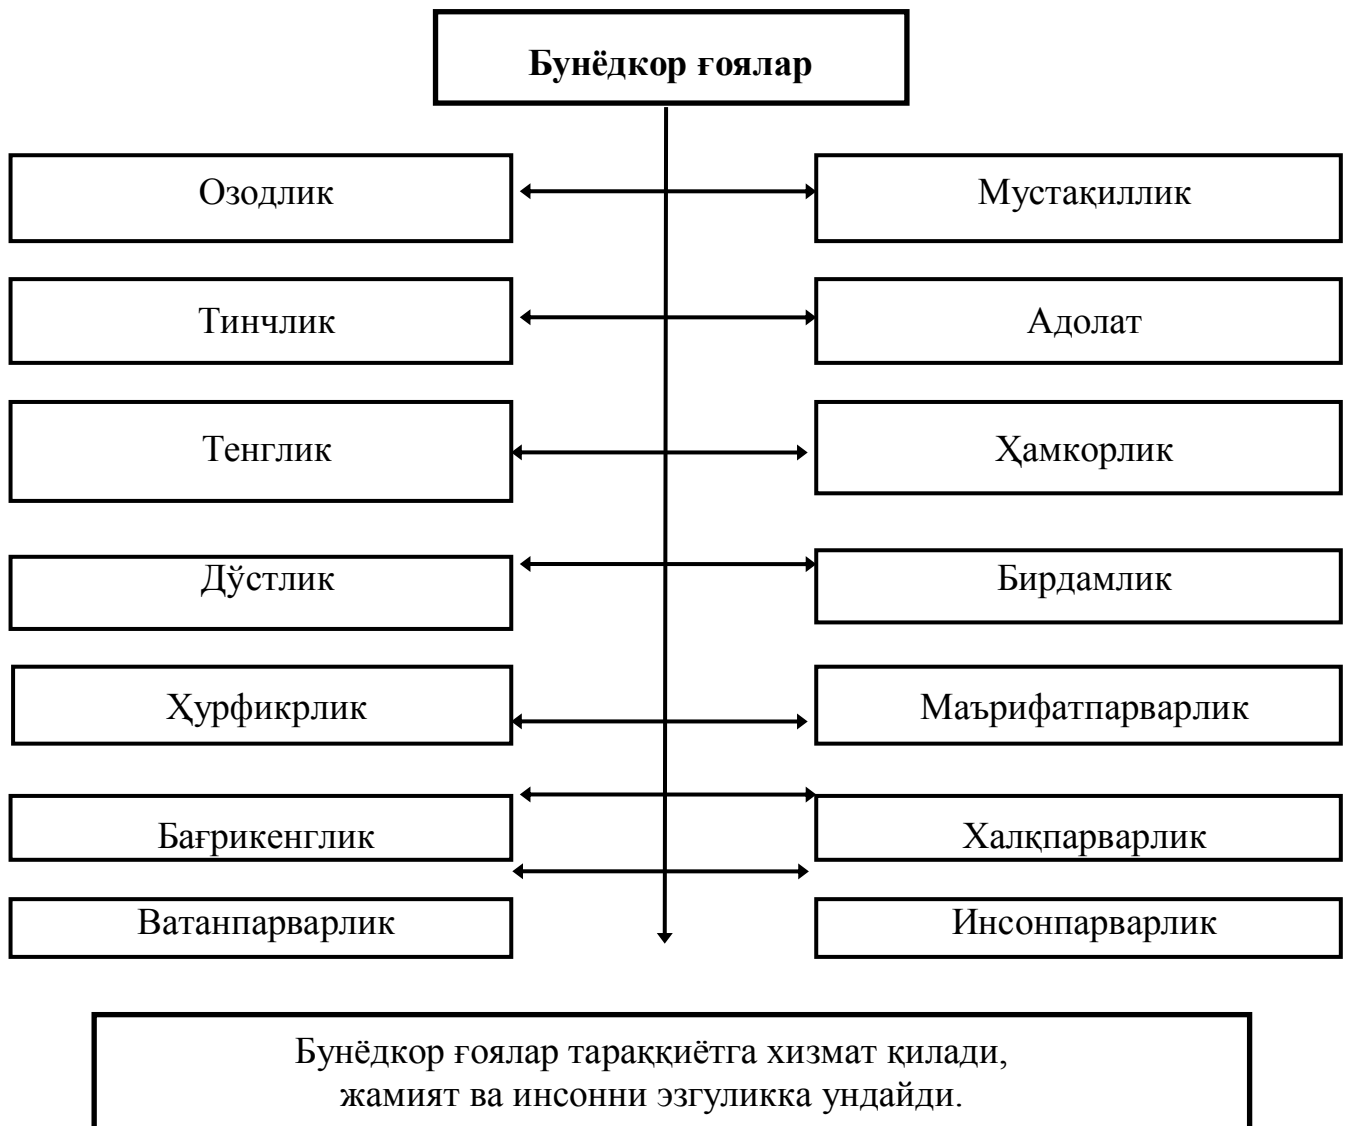 Бунёдкор ғоялар
Озодлик
Мустақиллик
Тинчлик
Адолат
Тенглик
Ҳамкорлик
Дўстлик
Бирдамлик
Ҳурфикрлик
Маърифатпарварлик
Бағрикенглик
Халқпарварлик
Ватанпарварлик
Инсонпарварлик
Бунёдкор ғоялар тараққиётга хизмат қилади,
жамият ва инсонни эзгуликка ундайди.